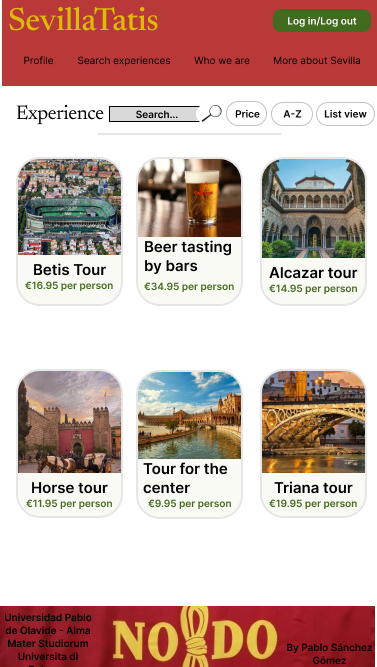 SevillaTatis
Log in/Log out
Profile
Search experiences
Who we are
More about Sevilla
Experience
Search...
Price
A-Z
List view
Betis Tour
€16.95 per person
Beer tasting
by bars
€34.95 per person
Alcazar tour
€14.95 per person
Horse tour
€11.95 per person
Tour for the
center
€9.95 per person
Triana tour
€19.95 per person
Universidad Pablo
de Olavide - Alma
Mater Studiorum
Universita di
NO DO
By Pablo Sánchez
Gómez